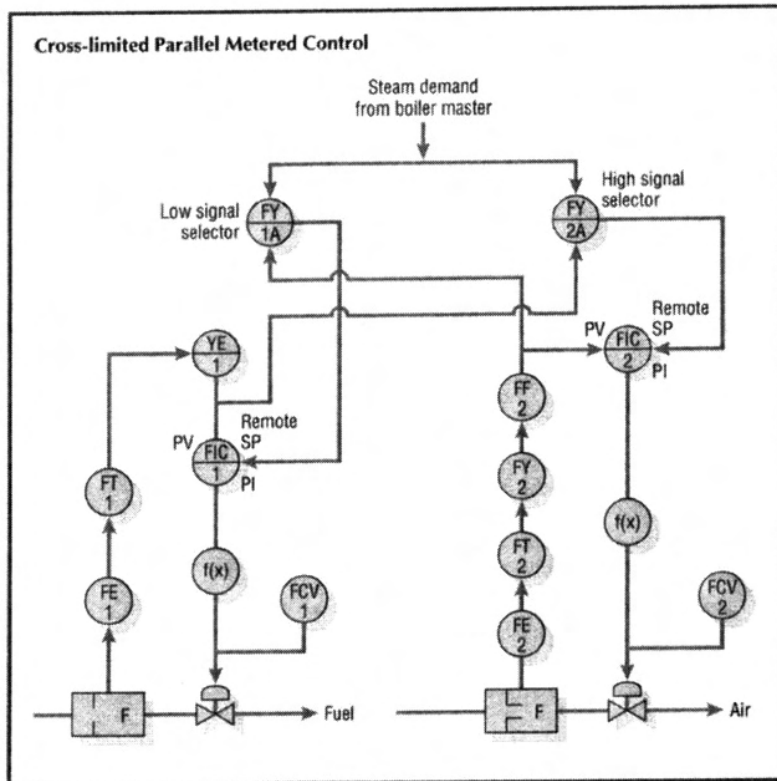 Cross-limited Parallel Metered Control
Steam demand
from boiler master
Low signal
selector
FY
1A
FY
2A
High signal
selector
YE
1
PV
Remote
SP
FIC
1
PI
FT
1
FE
1
f(x)
FCV
1
F
Fuel
PV
Remote
SP
FIC
2
PI
FF
2
FY
2
FT
2
FE
2
f(x)
FCV
2
F
Air